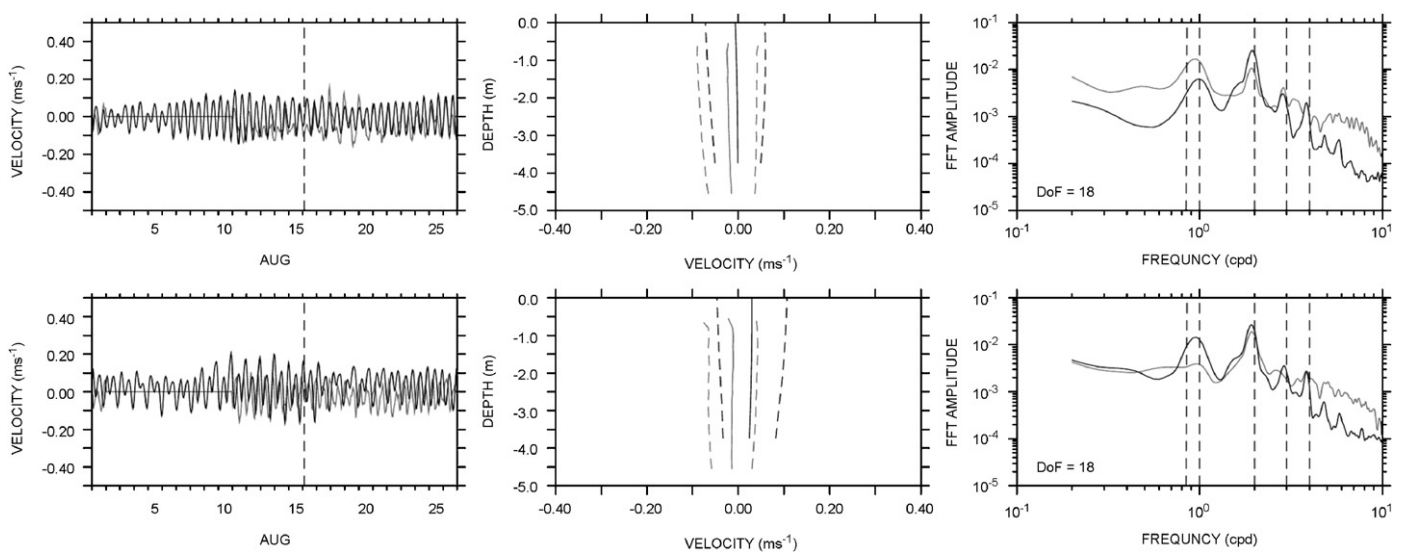 0.40
0.20
0.00
-0.20
-0.40
VELOCITY (ms-1)
5 10 15 20 25
AUG
0.0
-1.0
-2.0
-3.0
-4.0
-5.0
DEPTH (m)
-0.40 -0.20 0.00 0.20 0.40
VELOCITY (ms-1)
10-1
10-2
10-3
10-4
10-5
FFT AMPLITUDE
DoF = 18
10-1 100 101
FREQUNCY (cpd)
0.40
0.20
0.00
-0.20
-0.40
VELOCITY (ms-1)
5 10 15 20 25
AUG
0.0
-1.0
-2.0
-3.0
-4.0
-5.0
DEPTH (m)
-0.40 -0.20 0.00 0.20 0.40
VELOCITY (ms-1)
10-1
10-2
10-3
10-4
10-5
FFT AMPLITUDE
DoF = 18
10-1 100 101
FREQUNCY (cpd)